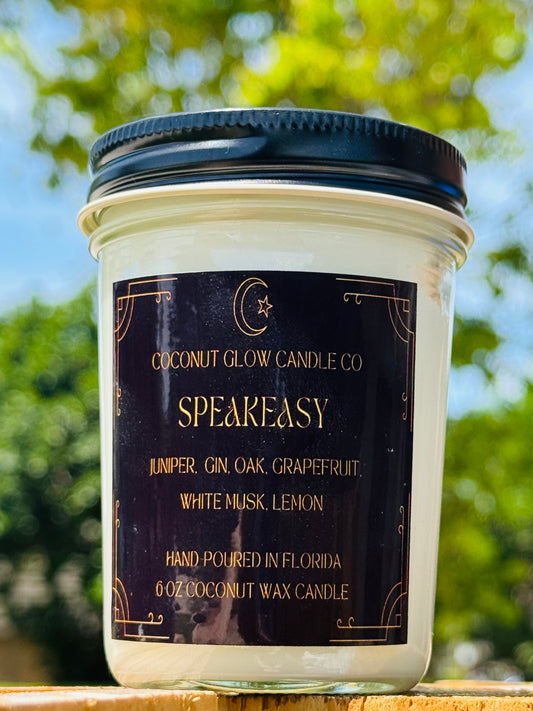 COCONUT GLOW CANDLE CO
SPEAKEASY
JUNIPER, GIN, OAK, GRAPEFRUIT,
WHITE MUSK, LEMON
HAND POURED IN FLORIDA
6 OZ COCONUT WAX CANDLE